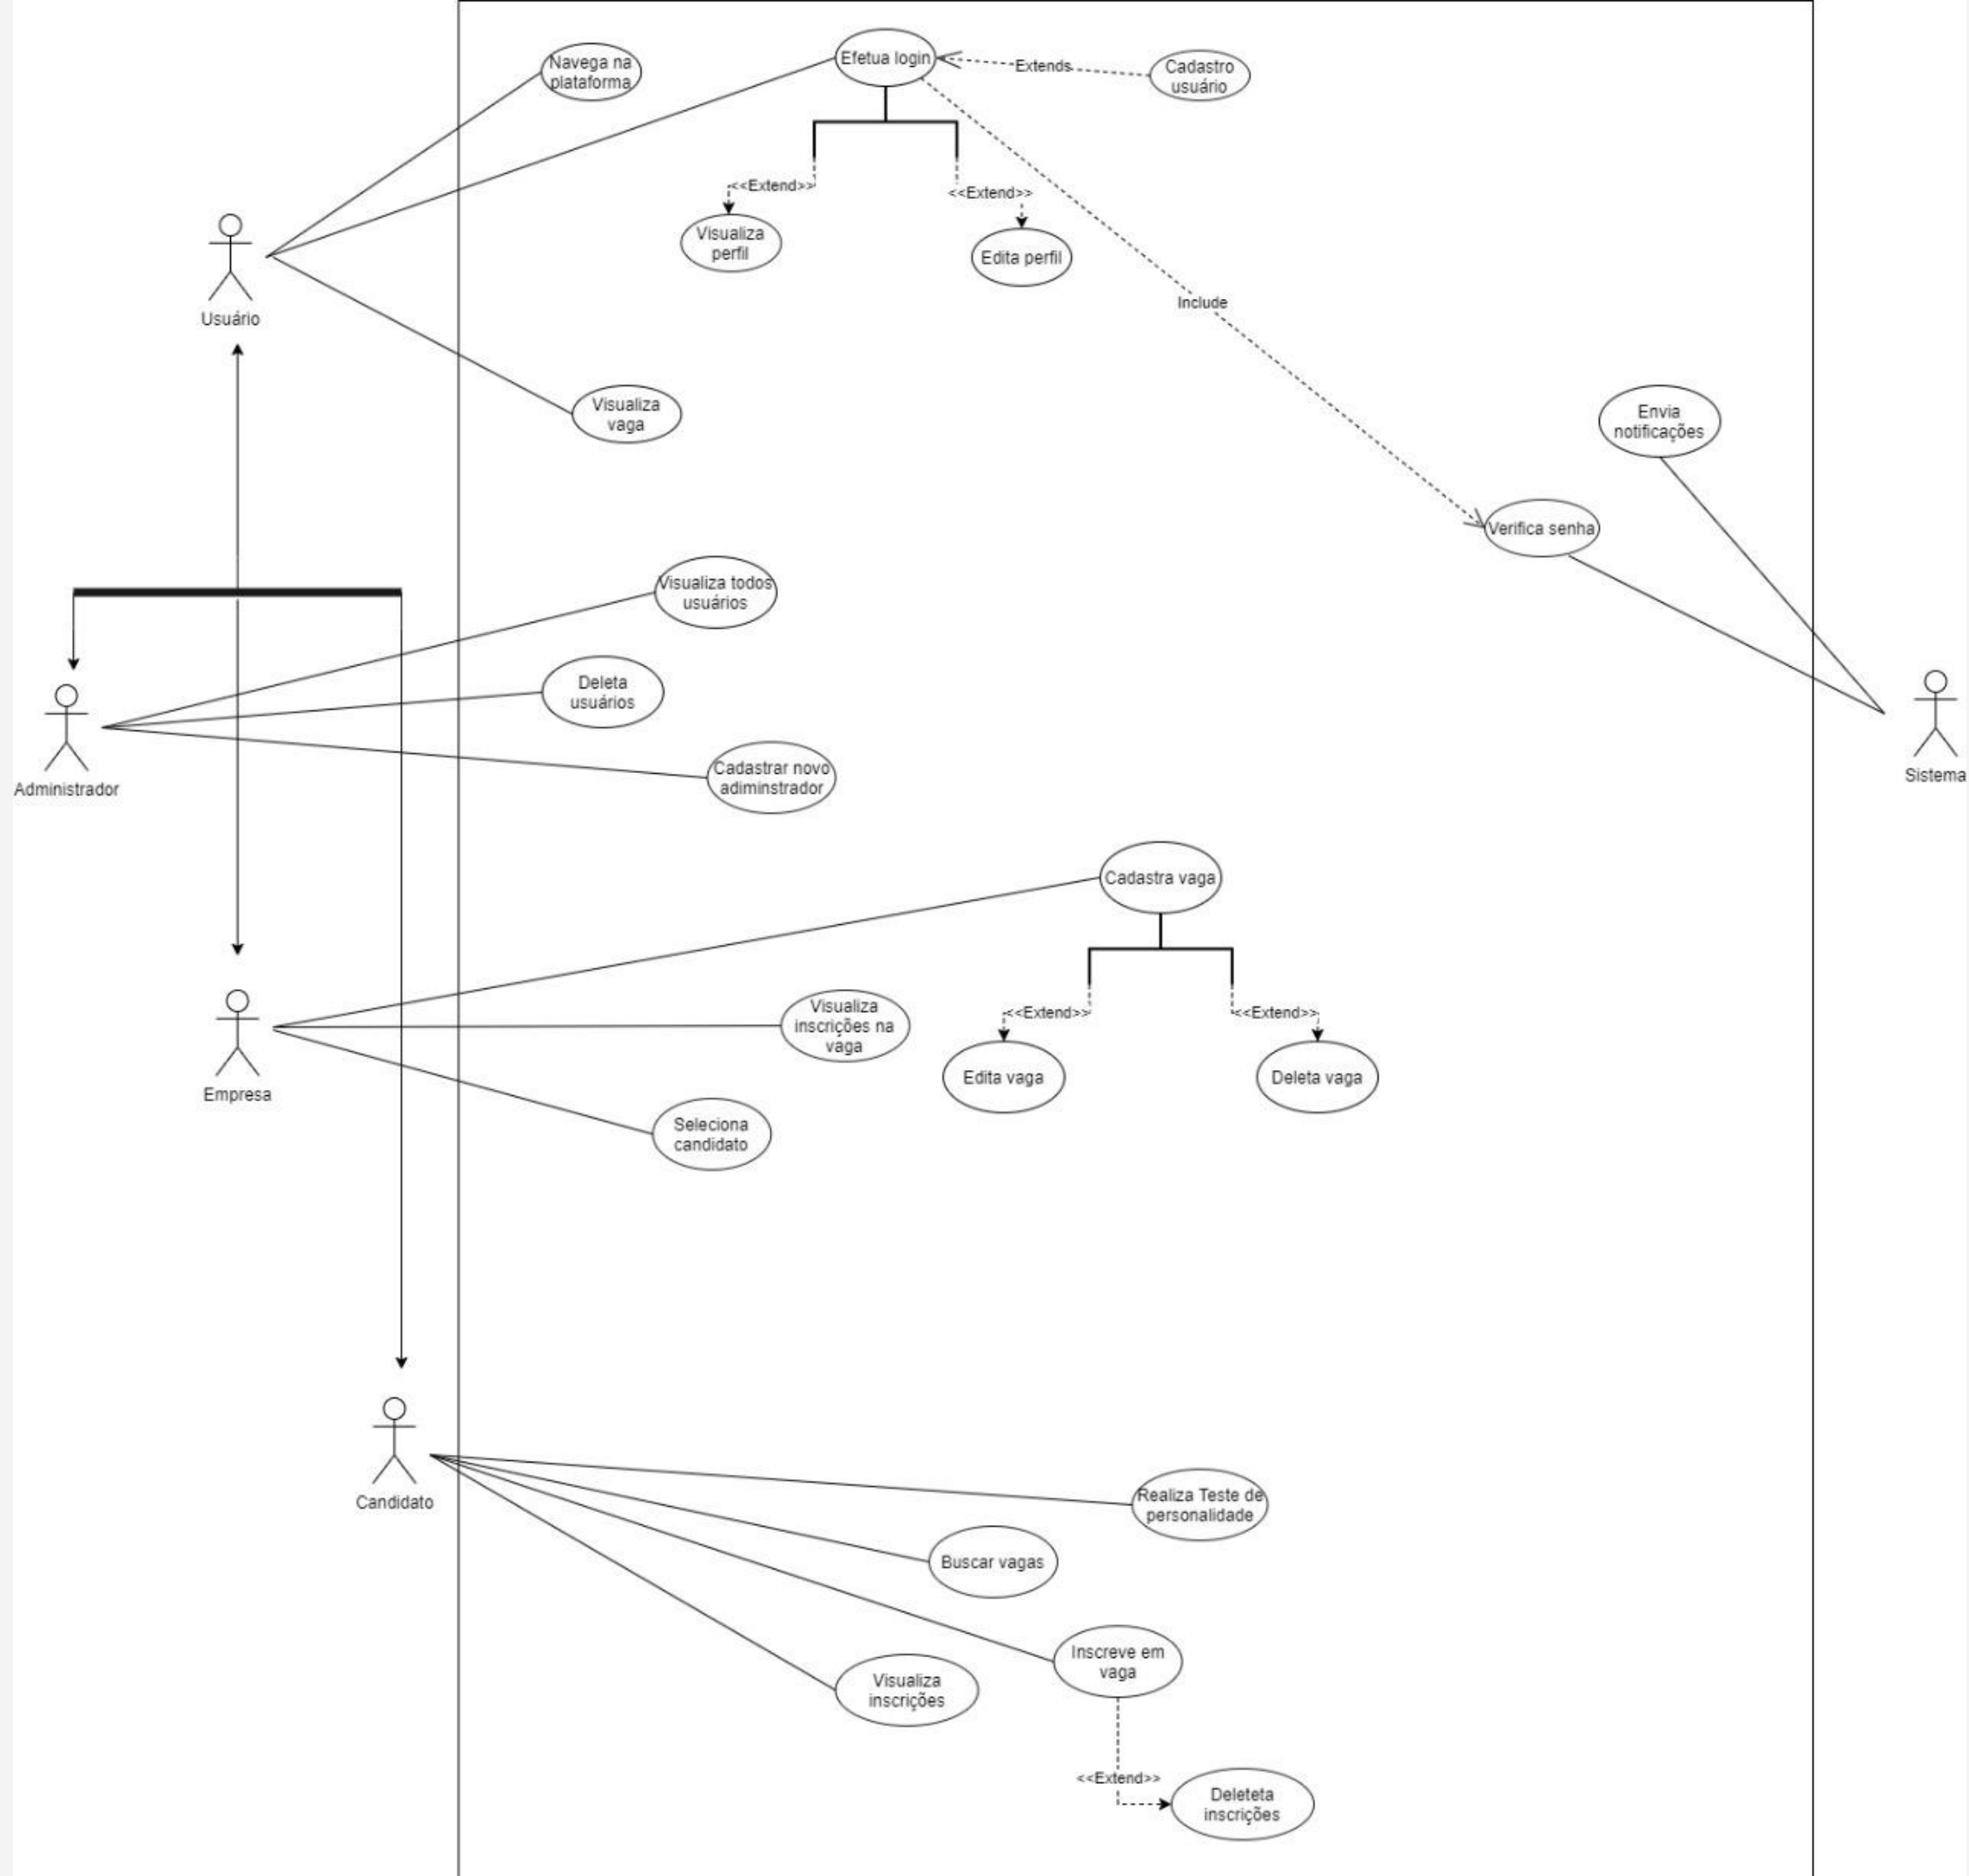 Navega na
plataforma
Efetua login
Extends
Cadastro
usuário
<<Extend>>
<<Extend>>
Visualiza
perfil
Edita perfil
Include
Usuário
Visualiza
vaga
Envia
notificações
Verifica senha
Visualiza todos
usuários
Deleta
usuários
Cadastrar novo
adiminstrador
Administrador
Sistema
Cadastra vaga
Visualiza
inscrições na
vaga
<<Extend>>
<<Extend>>
Edita vaga
Deleta vaga
Empresa
Seleciona
candidato
Candidato
Realiza Teste de
personalidade
Buscar vagas
Inscreve em
vaga
Visualiza
inscrições
<<Extend>>
Deleteta
inscrições